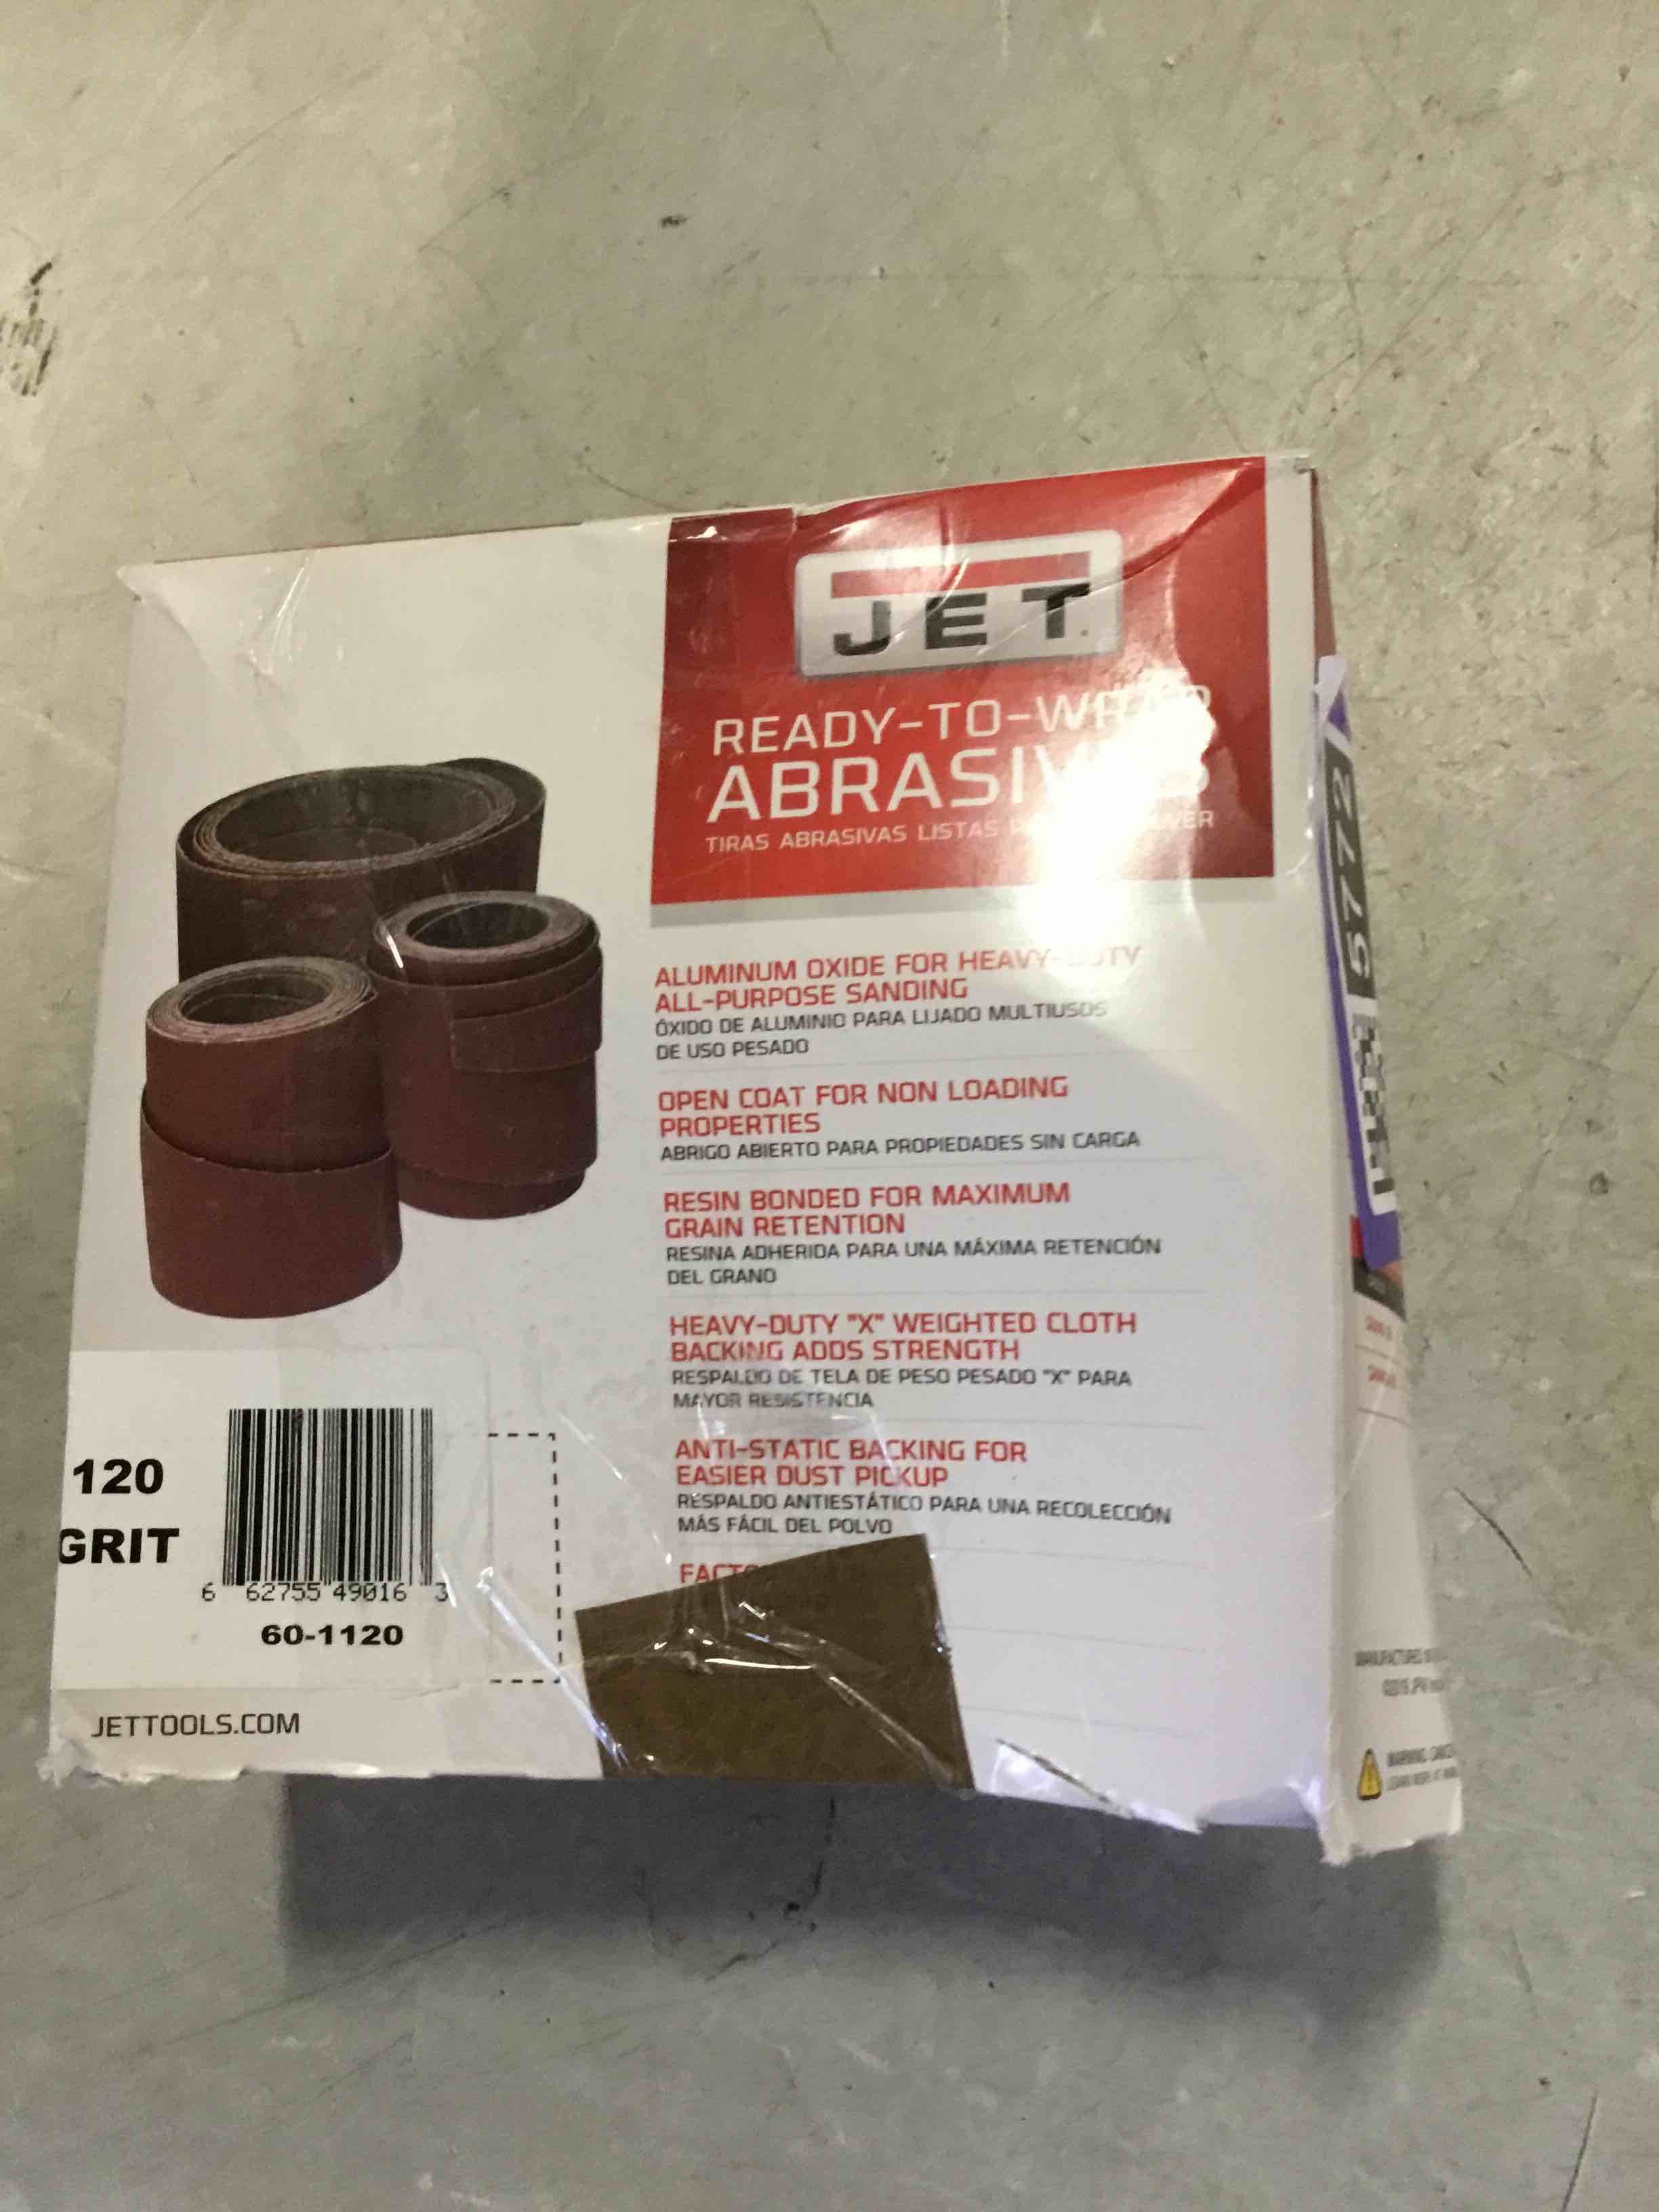 JET
READY-TO-WRAP
ABRASIVES
TIRAS ABRASIVAS LISTAS
ALUMINUM OXIDE FOR HEAVY-DUTY
ALL-PURPOSE SANDING
ÓXIDO DE ALUMINIO PARA LIJADO MULTIUSOS
DE USO PESADO
OPEN COAT FOR NON LOADING
PROPERTIES
ABRIGO ABIERTO PARA PROPIEDADES SIN CARGA
RESIN BONDED FOR MAXIMUM
GRAIN RETENTION
RESINA ADHERIDA PARA UNA MÁXIMA RETENCIÓN
DEL GRANO
HEAVY-DUTY "X" WEIGHTED CLOTH
BACKING ADDS STRENGTH
RESPALDO DE TELA DE PESO PESADO "X" PARA
MAYOR RESISTENCIA
ANTI-STATIC BACKING FOR
EASIER DUST PICKUP
RESPALDO ANTIESTÁTICO PARA UNA RECOLECCIÓN
MÁS FÁCIL DEL POLVO
120
GRIT
6 62755 49016 3
60-1120
JETTOOLS.COM
5772